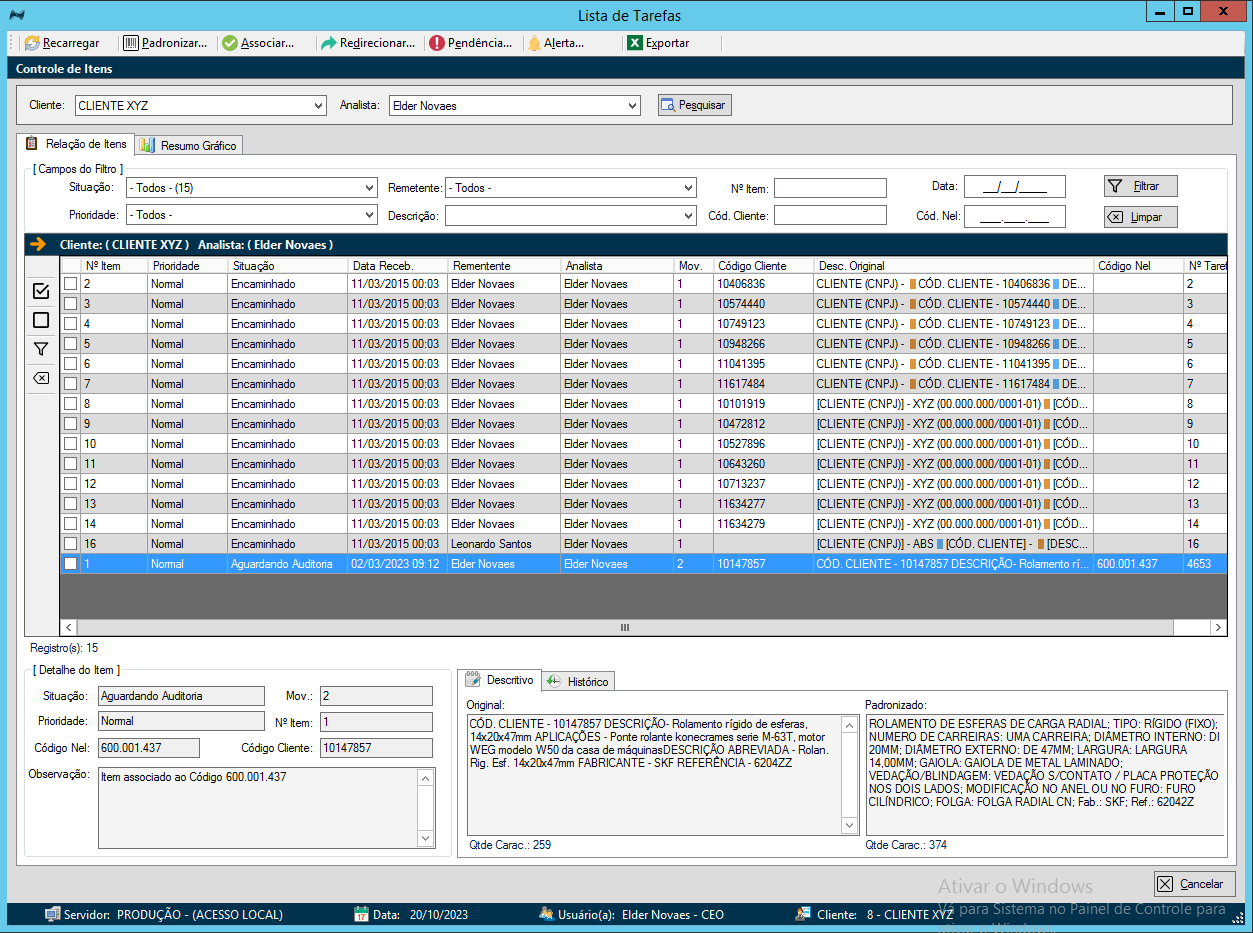 Lista de Tarefas
Recarregar Padronizar... Associar... Redirecionar... Pendência... Alerta... Exportar
Controle de Itens
Cliente: CLIENTE XYZ Analista: Elder Novaes Pesquisar
Relação de Itens Resumo Gráfico
[ Campos do Filtro ]
Situação: - Todos - (15) Remetente: - Todos - Nº Item: Data: __/__/____ Filtrar
Prioridade: - Todos - Descrição: Cód. Cliente: Cód. Nel: ___.___.___ Limpar
Cliente: ( CLIENTE XYZ ) Analista: ( Elder Novaes )
Nº Item Prioridade Situação Data Receb. Rementente Analista Mov. Código Cliente Desc. Original Código Nel Nº Taref
2 Normal Encaminhado 11/03/2015 00:03 Elder Novaes Elder Novaes 1 10406836 CLIENTE (CNPJ) - CÓD. CLIENTE - 10406836 DE... 2
3 Normal Encaminhado 11/03/2015 00:03 Elder Novaes Elder Novaes 1 10574440 CLIENTE (CNPJ) - CÓD. CLIENTE - 10574440 DE... 3
4 Normal Encaminhado 11/03/2015 00:03 Elder Novaes Elder Novaes 1 10749123 CLIENTE (CNPJ) - CÓD. CLIENTE - 10749123 DE... 4
5 Normal Encaminhado 11/03/2015 00:03 Elder Novaes Elder Novaes 1 10948266 CLIENTE (CNPJ) - CÓD. CLIENTE - 10948266 DE... 5
6 Normal Encaminhado 11/03/2015 00:03 Elder Novaes Elder Novaes 1 11041395 CLIENTE (CNPJ) - CÓD. CLIENTE - 11041395 DE... 6
7 Normal Encaminhado 11/03/2015 00:03 Elder Novaes Elder Novaes 1 11617484 CLIENTE (CNPJ) - CÓD. CLIENTE - 11617484 DE... 7
8 Normal Encaminhado 11/03/2015 00:03 Elder Novaes Elder Novaes 1 10101919 [CLIENTE (CNPJ)] - XYZ (00.000.000/0001-01) [CÓD... 8
9 Normal Encaminhado 11/03/2015 00:03 Elder Novaes Elder Novaes 1 10472812 [CLIENTE (CNPJ)] - XYZ (00.000.000/0001-01) [CÓD... 9
10 Normal Encaminhado 11/03/2015 00:03 Elder Novaes Elder Novaes 1 10527896 [CLIENTE (CNPJ)] - XYZ (00.000.000/0001-01) [CÓD... 10
11 Normal Encaminhado 11/03/2015 00:03 Elder Novaes Elder Novaes 1 10643260 [CLIENTE (CNPJ)] - XYZ (00.000.000/0001-01) [CÓD... 11
12 Normal Encaminhado 11/03/2015 00:03 Elder Novaes Elder Novaes 1 10713237 [CLIENTE (CNPJ)] - XYZ (00.000.000/0001-01) [CÓD... 12
13 Normal Encaminhado 11/03/2015 00:03 Elder Novaes Elder Novaes 1 11634277 [CLIENTE (CNPJ)] - XYZ (00.000.000/0001-01) [CÓD... 13
14 Normal Encaminhado 11/03/2015 00:03 Elder Novaes Elder Novaes 1 11634279 [CLIENTE (CNPJ)] - XYZ (00.000.000/0001-01) [CÓD... 14
16 Normal Encaminhado 11/03/2015 00:03 Leonardo Santos Elder Novaes 1 [CLIENTE (CNPJ)] - ABS [CÓD. CLIENTE] - [DESC... 16
1 Normal Aguardando Auditoria 02/03/2023 09:12 Elder Novaes Elder Novaes 2 10147857 CÓD. CLIENTE - 10147857 DESCRIÇÃO- Rolamento rí... 600.001.437 4653
Registro(s): 15
[ Detalhe do Item ]
Situação: Aguardando Auditoria Mov.: 2
Prioridade: Normal Nº Item: 1
Código Nel: 600.001.437 Código Cliente: 10147857
Observação: Item associado ao Código 600.001.437
Descritivo Histórico
Original:
CÓD. CLIENTE - 10147857 DESCRIÇÃO- Rolamento rígido de esferas,
14x20x47mm APLICAÇÕES - Ponte rolante konecrames serie M-63T, motor
WEG modelo W50 da casa de máquinasDESCRIÇÃO ABREVIADA - Rolan.
Rig. Esf. 14x20x47mm FABRICANTE - SKF REFERÊNCIA - 6204ZZ
Qtde Carac.: 259
Padronizado:
ROLAMENTO DE ESFERAS DE CARGA RADIAL; TIPO: RÍGIDO (FIXO);
NUMERO DE CARREIRAS: UMA CARREIRA; DIÂMETRO INTERNO: DI
20MM; DIÂMETRO EXTERNO: DE 47MM; LARGURA: LARGURA
14,00MM; GAIOLA: GAIOLA DE METAL LAMINADO;
VEDAÇÃO/BLINDAGEM: VEDAÇÃO S/CONTATO / PLACA PROTEÇÃO
NOS DOIS LADOS; MODIFICAÇÃO NO ANEL OU NO FURO: FURO
CILÍNDRICO; FOLGA: FOLGA RADIAL CN; Fab.: SKF; Ref.: 62042Z
Qtde Carac.: 374
Cancelar
Ativar o Windows
Vá para Sistema no Painel de Controle para
ativar o Windows.
Servidor: PRODUÇÃO - (ACESSO LOCAL) Data: 20/10/2023 Usuário(a): Elder Novaes - CEO Cliente: 8 - CLIENTE XYZ